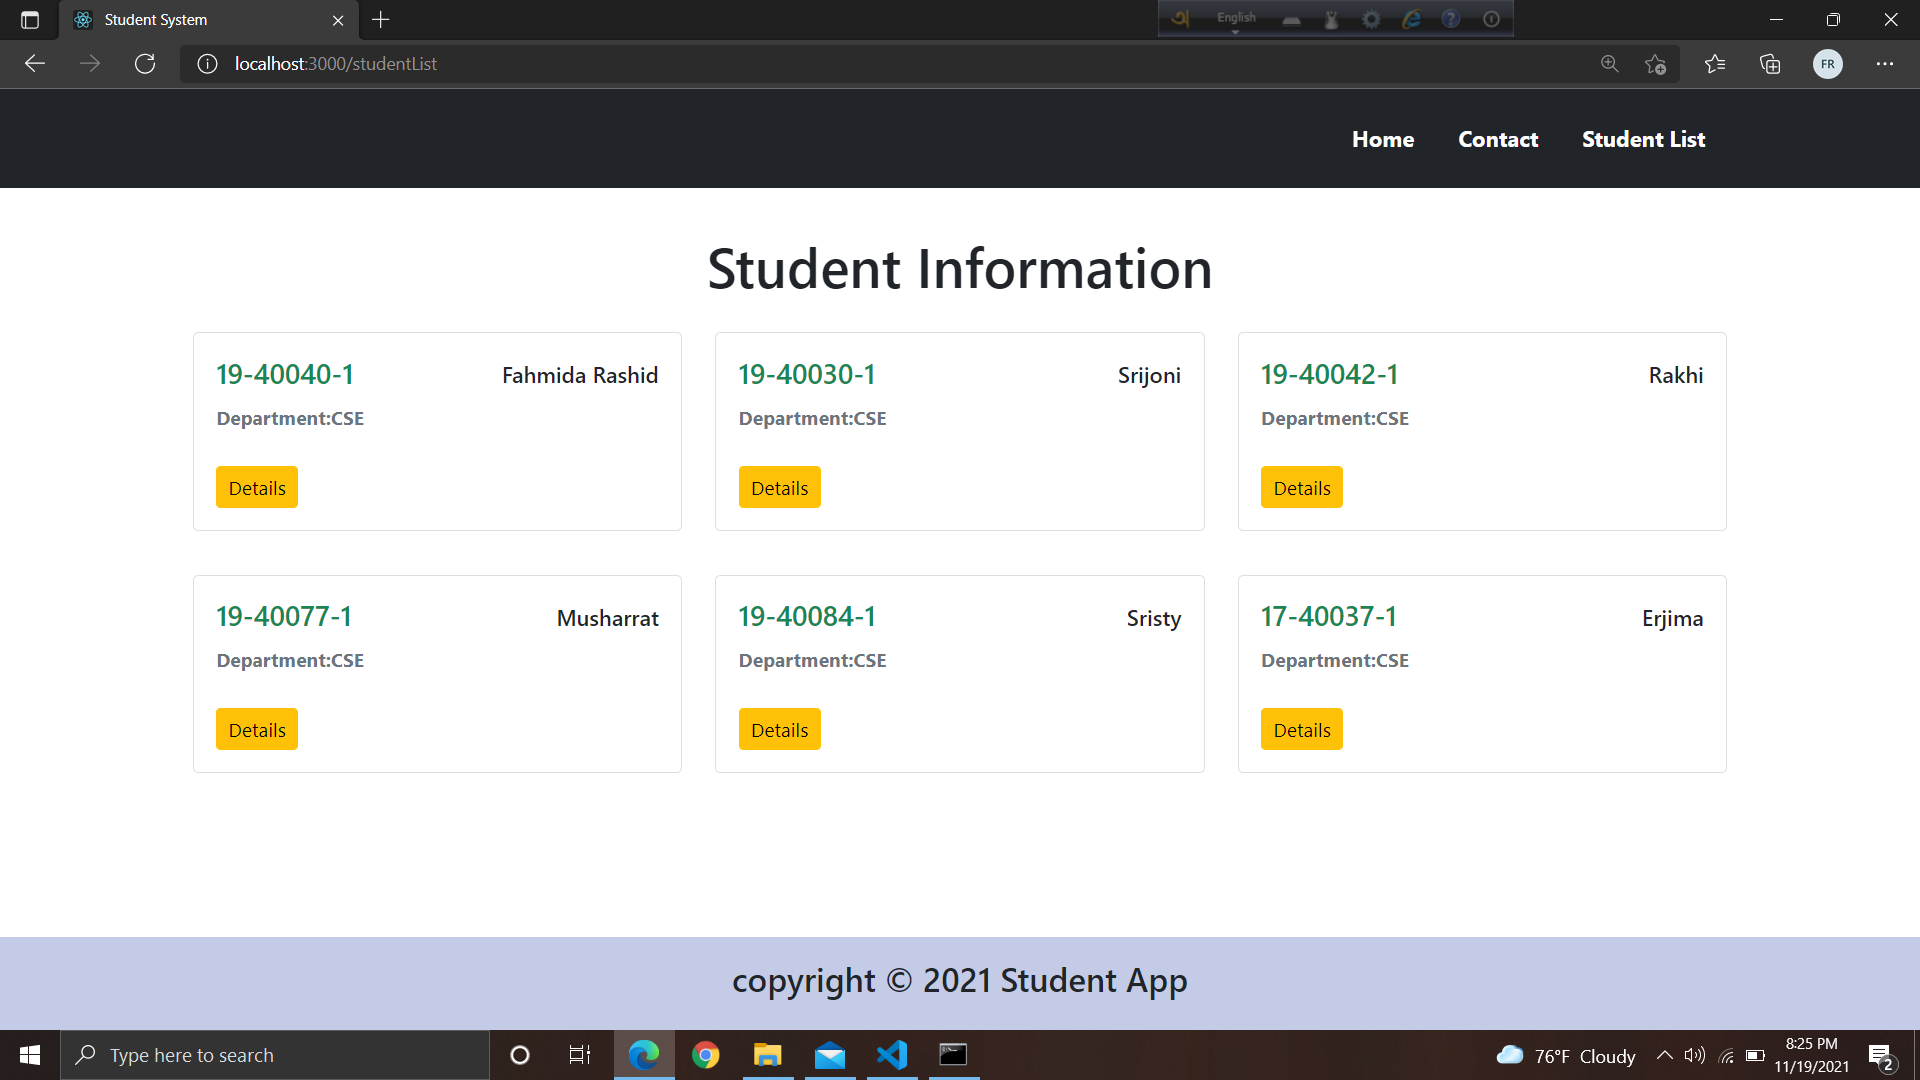 Student System
English
localhost:3000/studentList
FR
Home Contact Student List
Student Information
19-40040-1 Fahmida Rashid
Department:CSE
Details
19-40030-1 Srijoni
Department:CSE
Details
19-40042-1 Rakhi
Department:CSE
Details
19-40077-1 Musharrat
Department:CSE
Details
19-40084-1 Sristy
Department:CSE
Details
17-40037-1 Erjima
Department:CSE
Details
copyright © 2021 Student App
Type here to search
76°F Cloudy
8:25 PM
11/19/2021
2